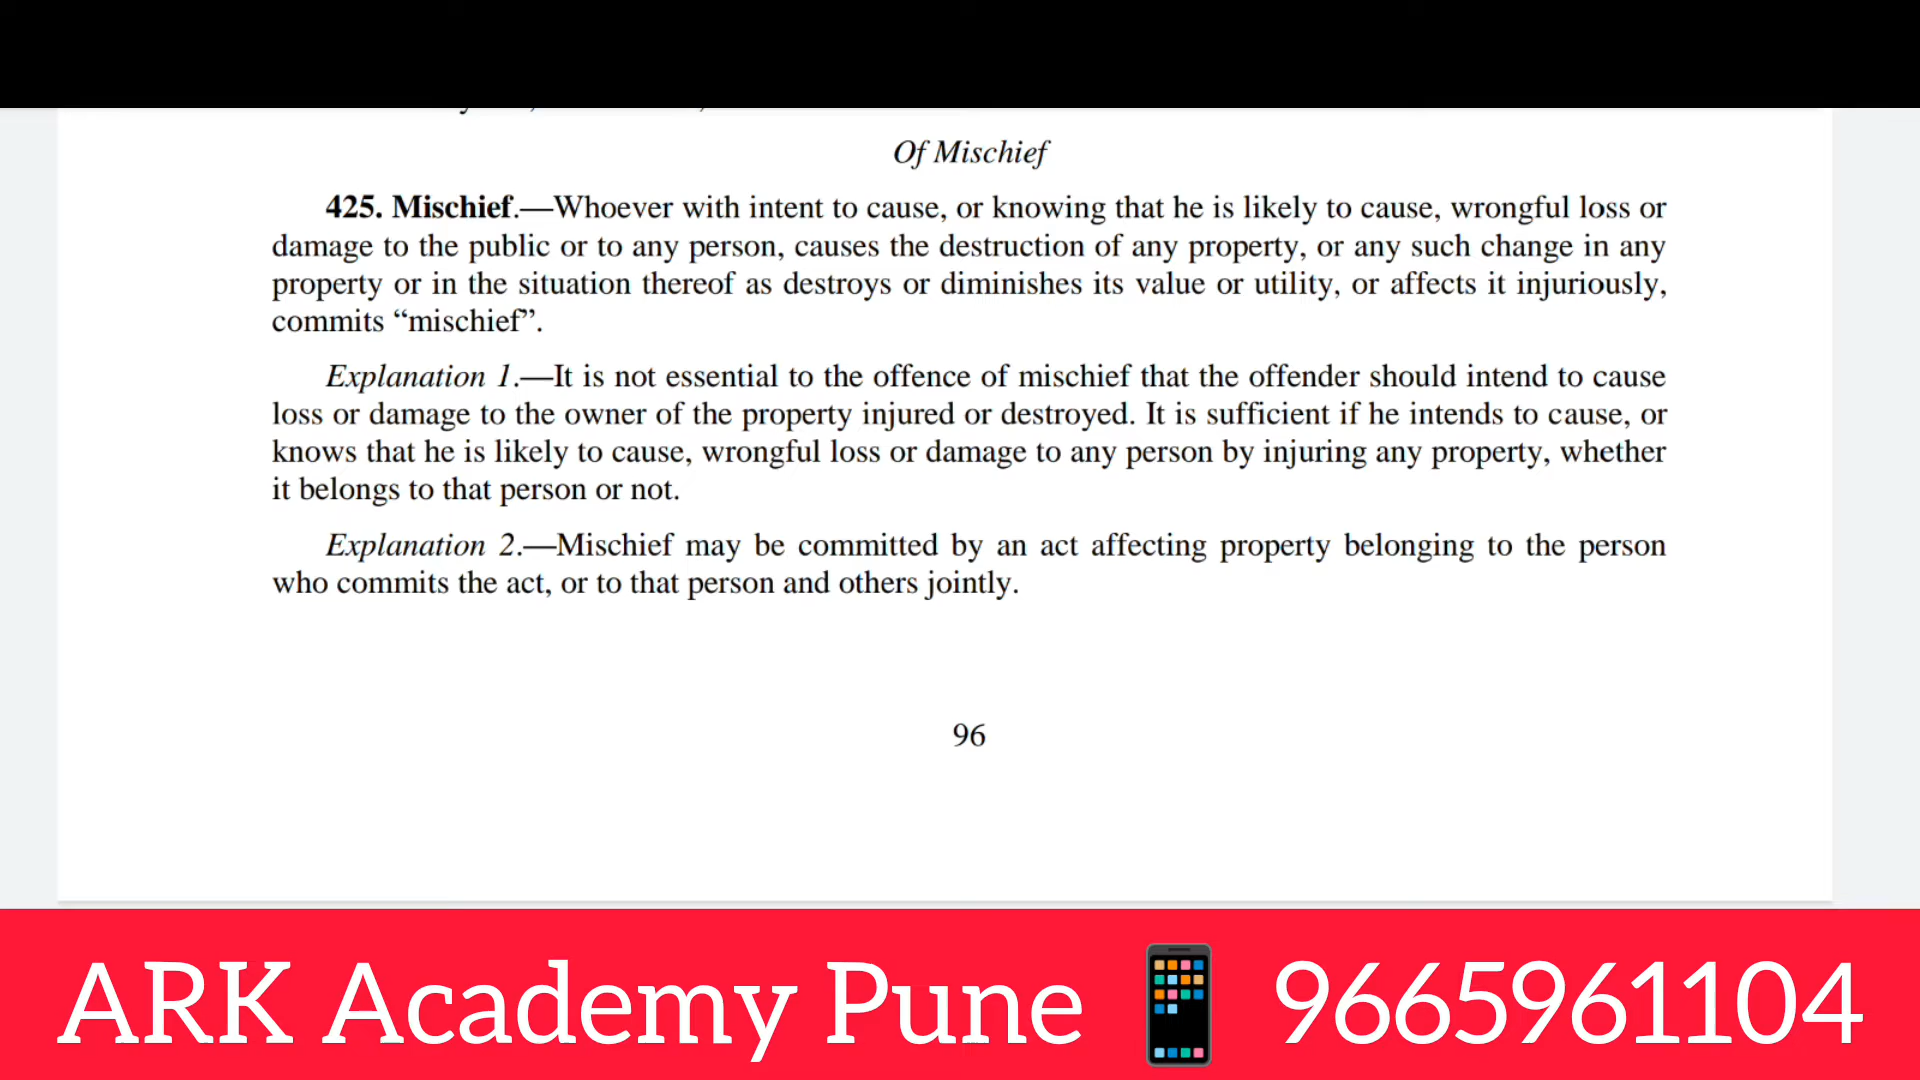 Of Mischief
425. Mischief.—Whoever with intent to cause, or knowing that he is likely to cause, wrongful loss or
damage to the public or to any person, causes the destruction of any property, or any such change in any
property or in the situation thereof as destroys or diminishes its value or utility, or affects it injuriously,
commits “mischief”.
Explanation 1.—It is not essential to the offence of mischief that the offender should intend to cause
loss or damage to the owner of the property injured or destroyed. It is sufficient if he intends to cause, or
knows that he is likely to cause, wrongful loss or damage to any person by injuring any property, whether
it belongs to that person or not.
Explanation 2.—Mischief may be committed by an act affecting property belonging to the person
who commits the act, or to that person and others jointly.
96
ARK Academy Pune 📱 9665961104